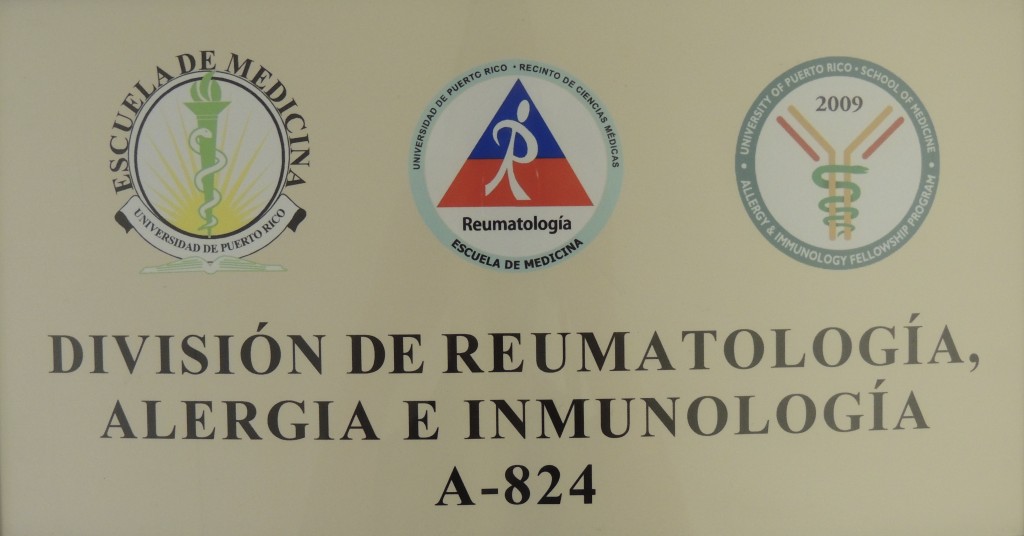 ESCUELA DE MEDICINA
UNIVERSIDAD DE PUERTO RICO
UNIVERSIDAD DE PUERTO RICO • RECINTO DE CIENCIAS MÉDICAS
Reumatología
ESCUELA DE MEDICINA
UNIVERSITY OF PUERTO RICO • SCHOOL OF MEDICINE
2009
ALLERGY & IMMUNOLOGY FELLOWSHIP PROGRAM
DIVISIÓN DE REUMATOLOGÍA,
ALERGIA E INMUNOLOGÍA
A-824